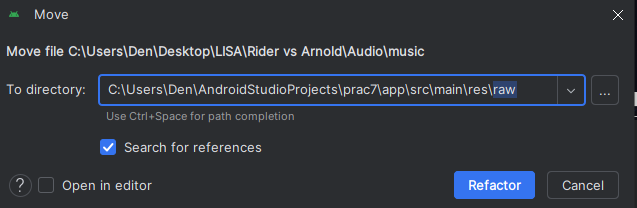 Move
Move file C:\Users\Den\Desktop\LISA\Rider vs Arnold\Audio\music
To directory: C:\Users\Den\AndroidStudioProjects\prac7\app\src\main\res\raw ...
Use Ctrl+Space for path completion
Search for references
? Open in editor Refactor Cancel